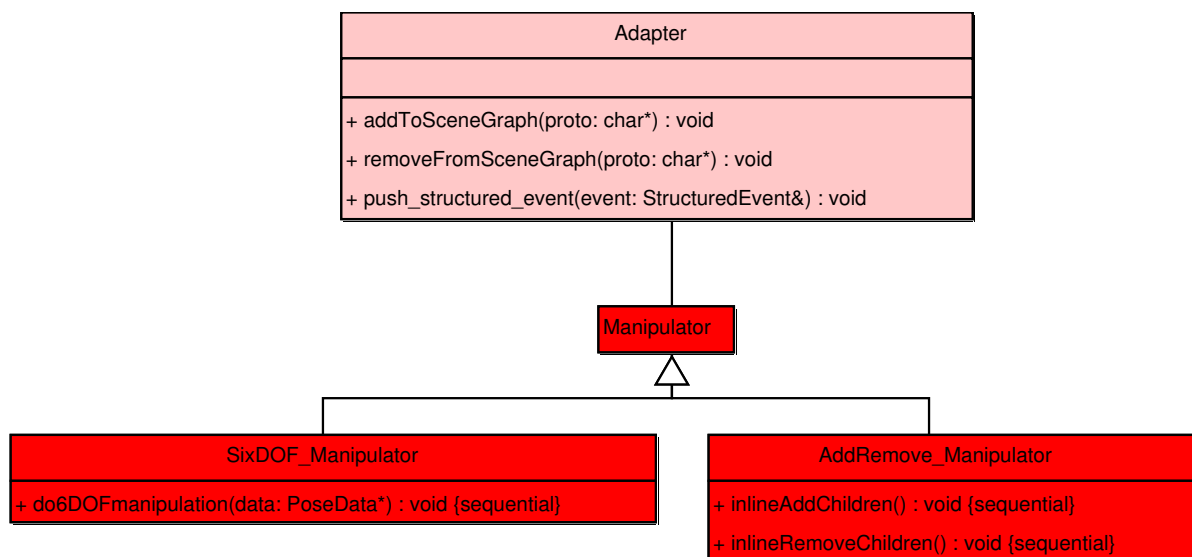 Adapter
+ addToSceneGraph(proto: char*) : void
+ removeFromSceneGraph(proto: char*) : void
+ push_structured_event(event: StructuredEvent&) : void
Manipulator
SixDOF_Manipulator
+ do6DOFmanipulation(data: PoseData*) : void {sequential}
AddRemove_Manipulator
+ inlineAddChildren() : void {sequential}
+ inlineRemoveChildren() : void {sequential}